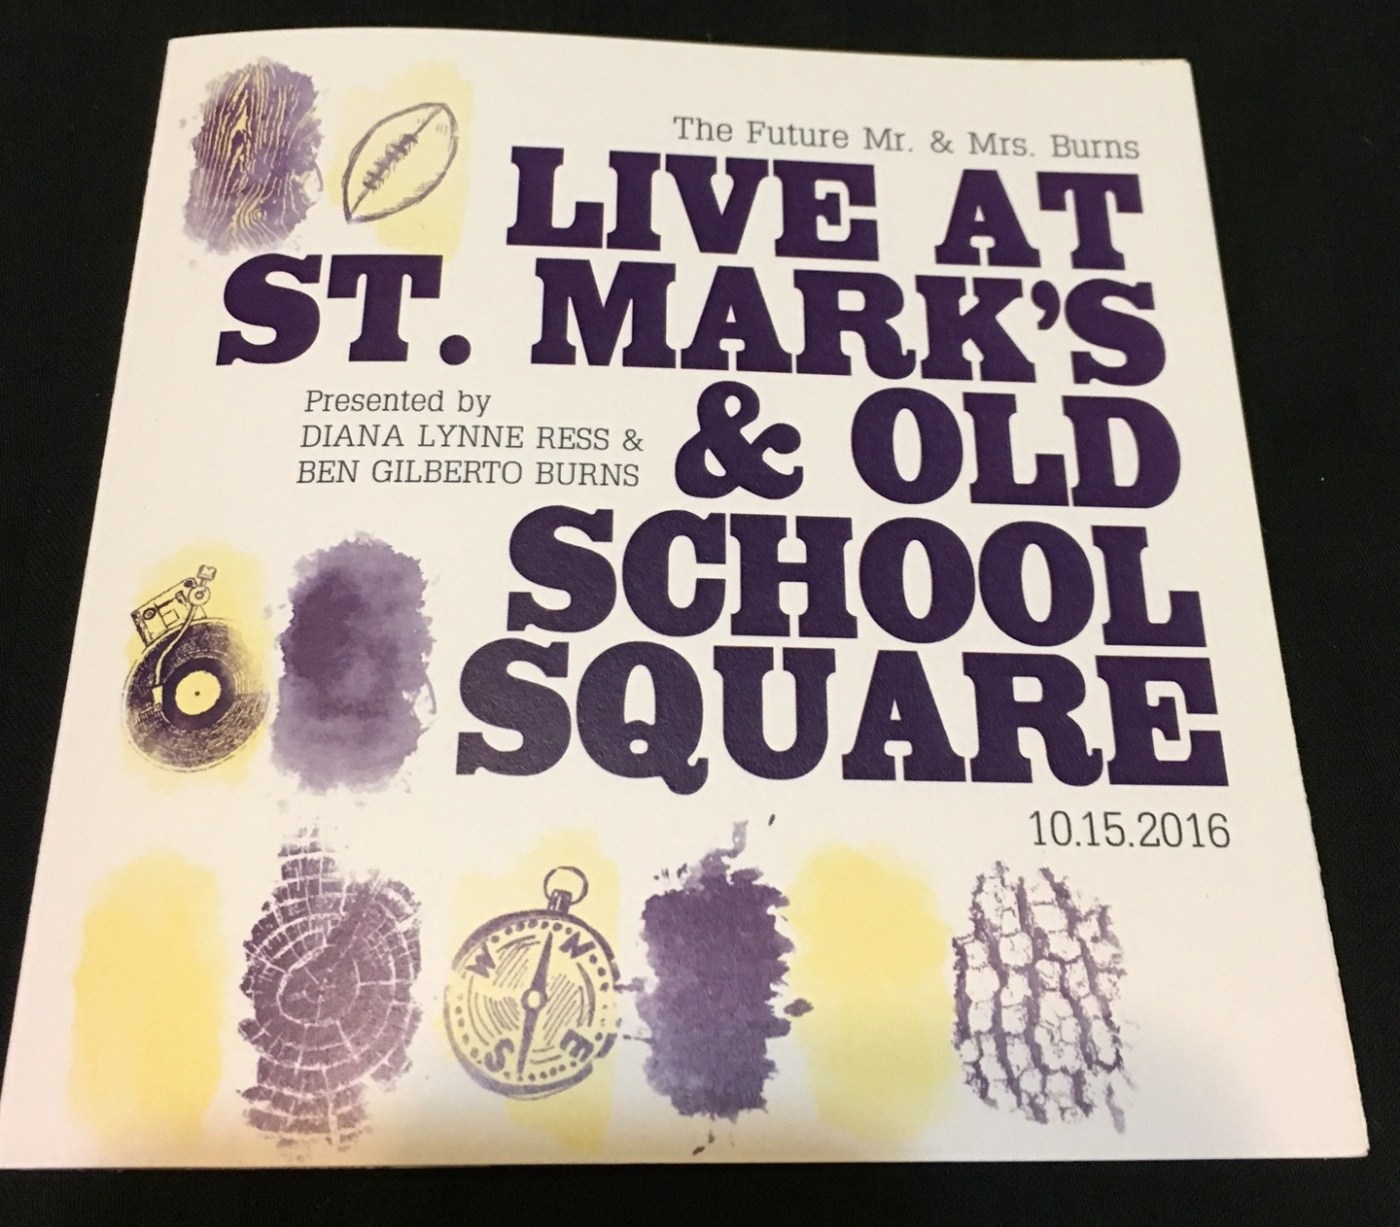 The Future Mr. & Mrs. Burns
LIVE AT
ST. MARK'S
Presented by
DIANA LYNNE RESS &
BEN GILBERTO BURNS
& OLD
SCHOOL
SQUARE
10.15.2016
N
W
E
S